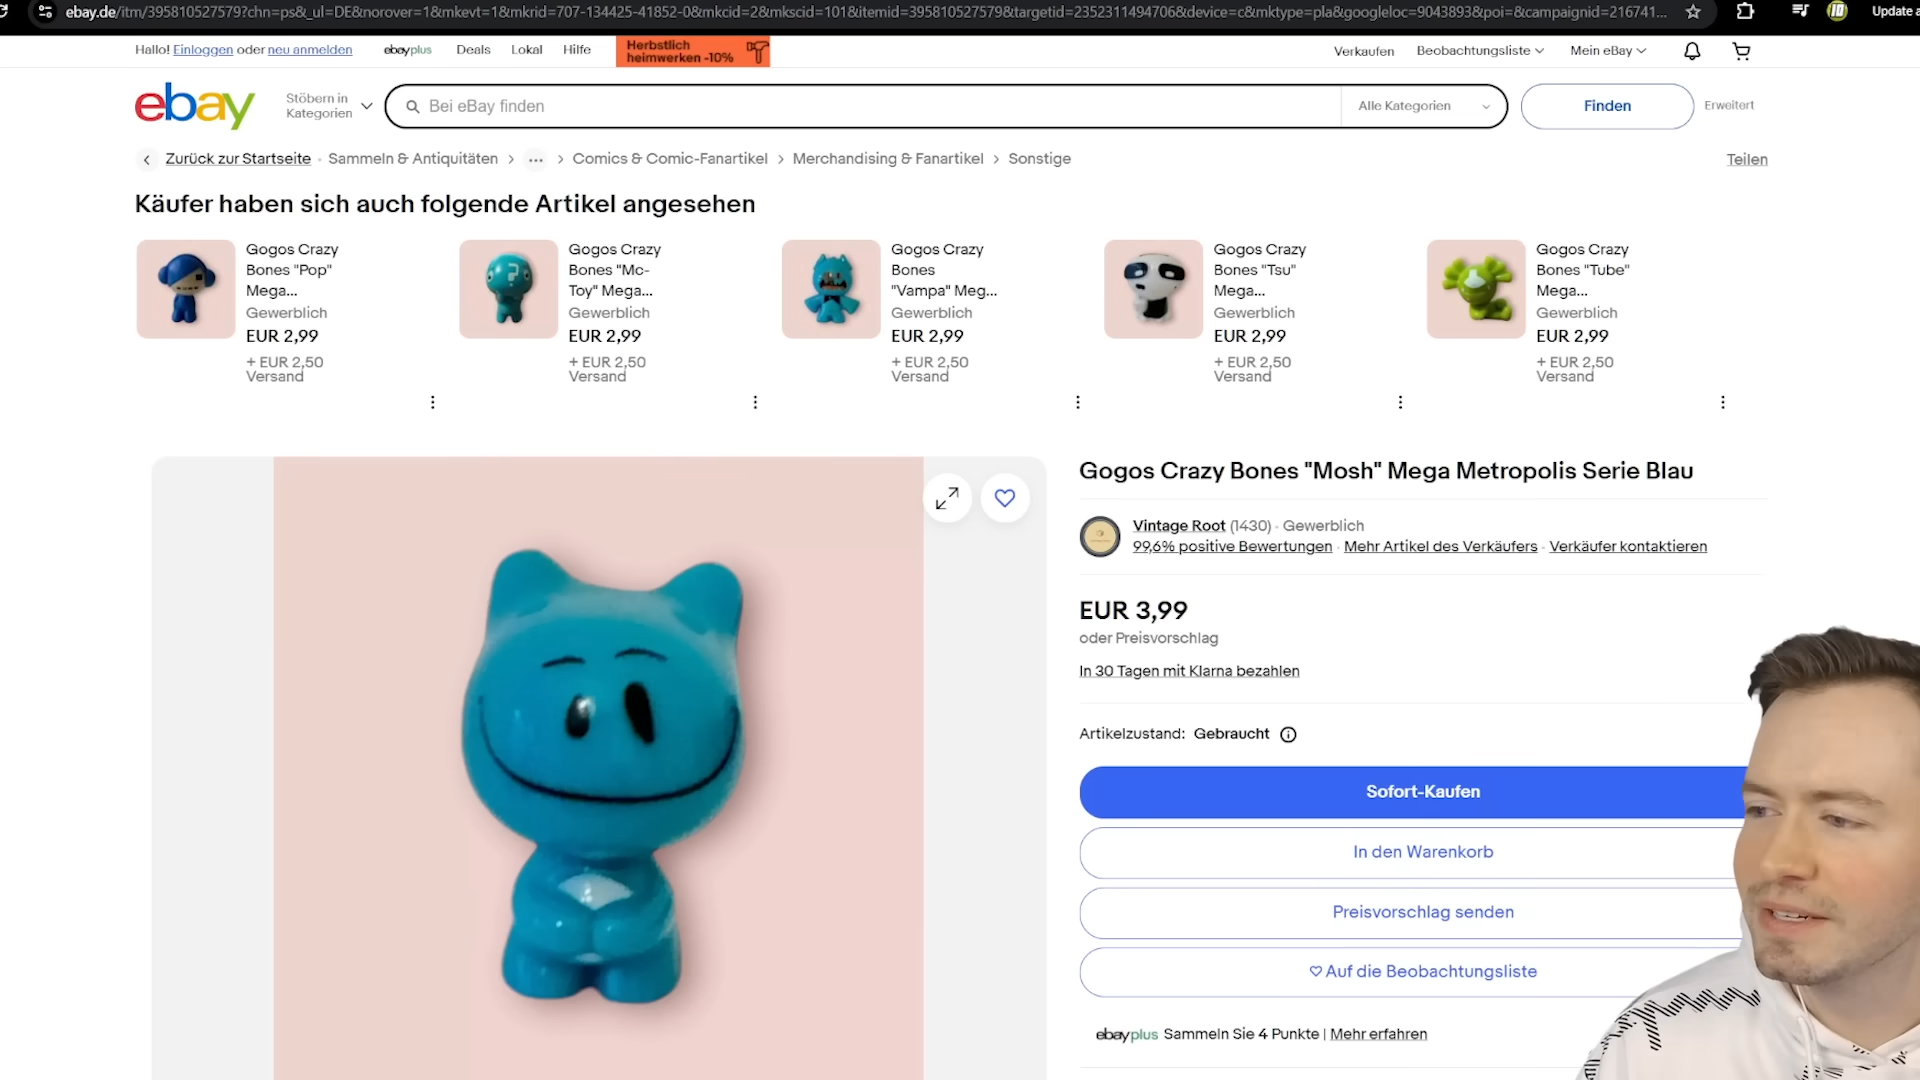 ebay.de/itm/395810527579?chn=ps&_ul=DE&norover=1&mkevt=1&mkrid=707-134425-41852-0&mkcid=2&mkscid=101&itemid=395810527579&targetid=2352311494706&device=c&mktype=pla&googleloc=9043893&poi=&campaignid=216741...
Update a
Hallo! Einloggen oder neu anmelden
ebayplus
Deals
Lokal
Hilfe
Herbstlich
heimwerken -10%
Verkaufen
Beobachtungsliste
Mein eBay
ebay
Stöbern in
Kategorien
Bei eBay finden
Alle Kategorien
Finden
Erweitert
Zurück zur Startseite
Sammeln & Antiquitäten > ... > Comics & Comic-Fanartikel > Merchandising & Fanartikel > Sonstige
Teilen
Käufer haben sich auch folgende Artikel angesehen
Gogos Crazy
Bones "Pop"
Mega...
Gewerblich
EUR 2,99
+ EUR 2,50
Versand
Gogos Crazy
Bones "Mc-
Toy" Mega...
Gewerblich
EUR 2,99
+ EUR 2,50
Versand
Gogos Crazy
Bones
"Vampa" Meg...
Gewerblich
EUR 2,99
+ EUR 2,50
Versand
Gogos Crazy
Bones "Tsu"
Mega...
Gewerblich
EUR 2,99
+ EUR 2,50
Versand
Gogos Crazy
Bones "Tube"
Mega...
Gewerblich
EUR 2,99
+ EUR 2,50
Versand
Gogos Crazy Bones "Mosh" Mega Metropolis Serie Blau
Vintage Root (1430) · Gewerblich
99,6% positive Bewertungen · Mehr Artikel des Verkäufers · Verkäufer kontaktieren
EUR 3,99
oder Preisvorschlag
In 30 Tagen mit Klarna bezahlen
Artikelzustand: Gebraucht
Sofort-Kaufen
In den Warenkorb
Preisvorschlag senden
Auf die Beobachtungsliste
ebayplus Sammeln Sie 4 Punkte | Mehr erfahren